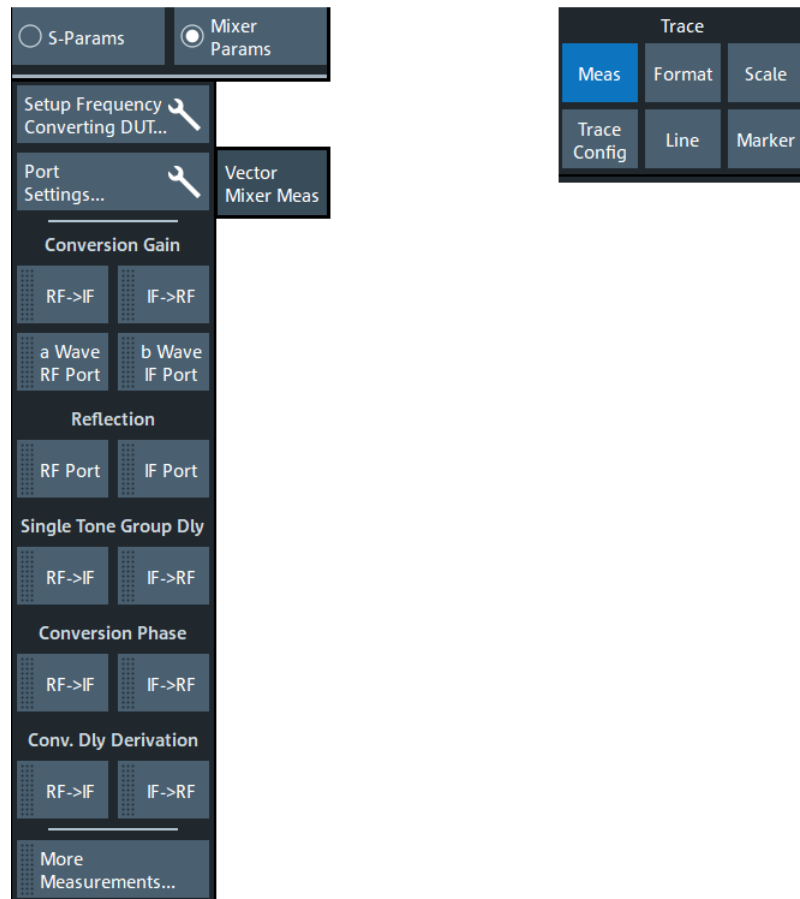 S-Params
Mixer
Params
Setup Frequency
Converting DUT...
Port
Settings...
Vector
Mixer Meas
Conversion Gain
RF->IF
IF->RF
a Wave
RF Port
b Wave
IF Port
Reflection
RF Port
IF Port
Single Tone Group Dly
RF->IF
IF->RF
Conversion Phase
RF->IF
IF->RF
Conv. Dly Derivation
RF->IF
IF->RF
More
Measurements...
Trace
Meas
Format
Scale
Trace
Config
Line
Marker